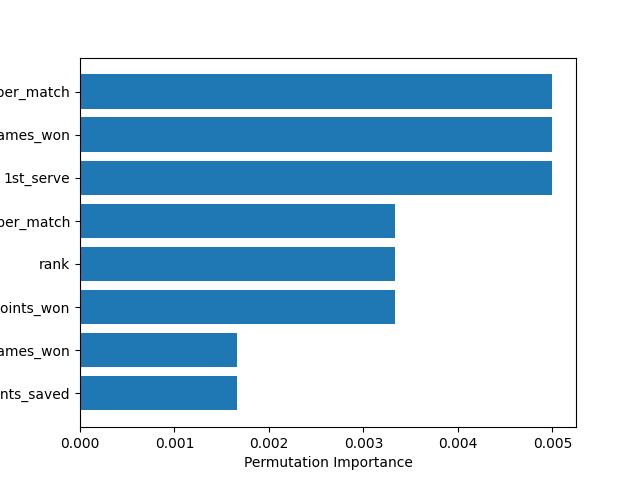 per_match
ames_won
1st_serve
per_match
rank
oints_won
ames_won
nts_saved
0.000 0.001 0.002 0.003 0.004 0.005
Permutation Importance